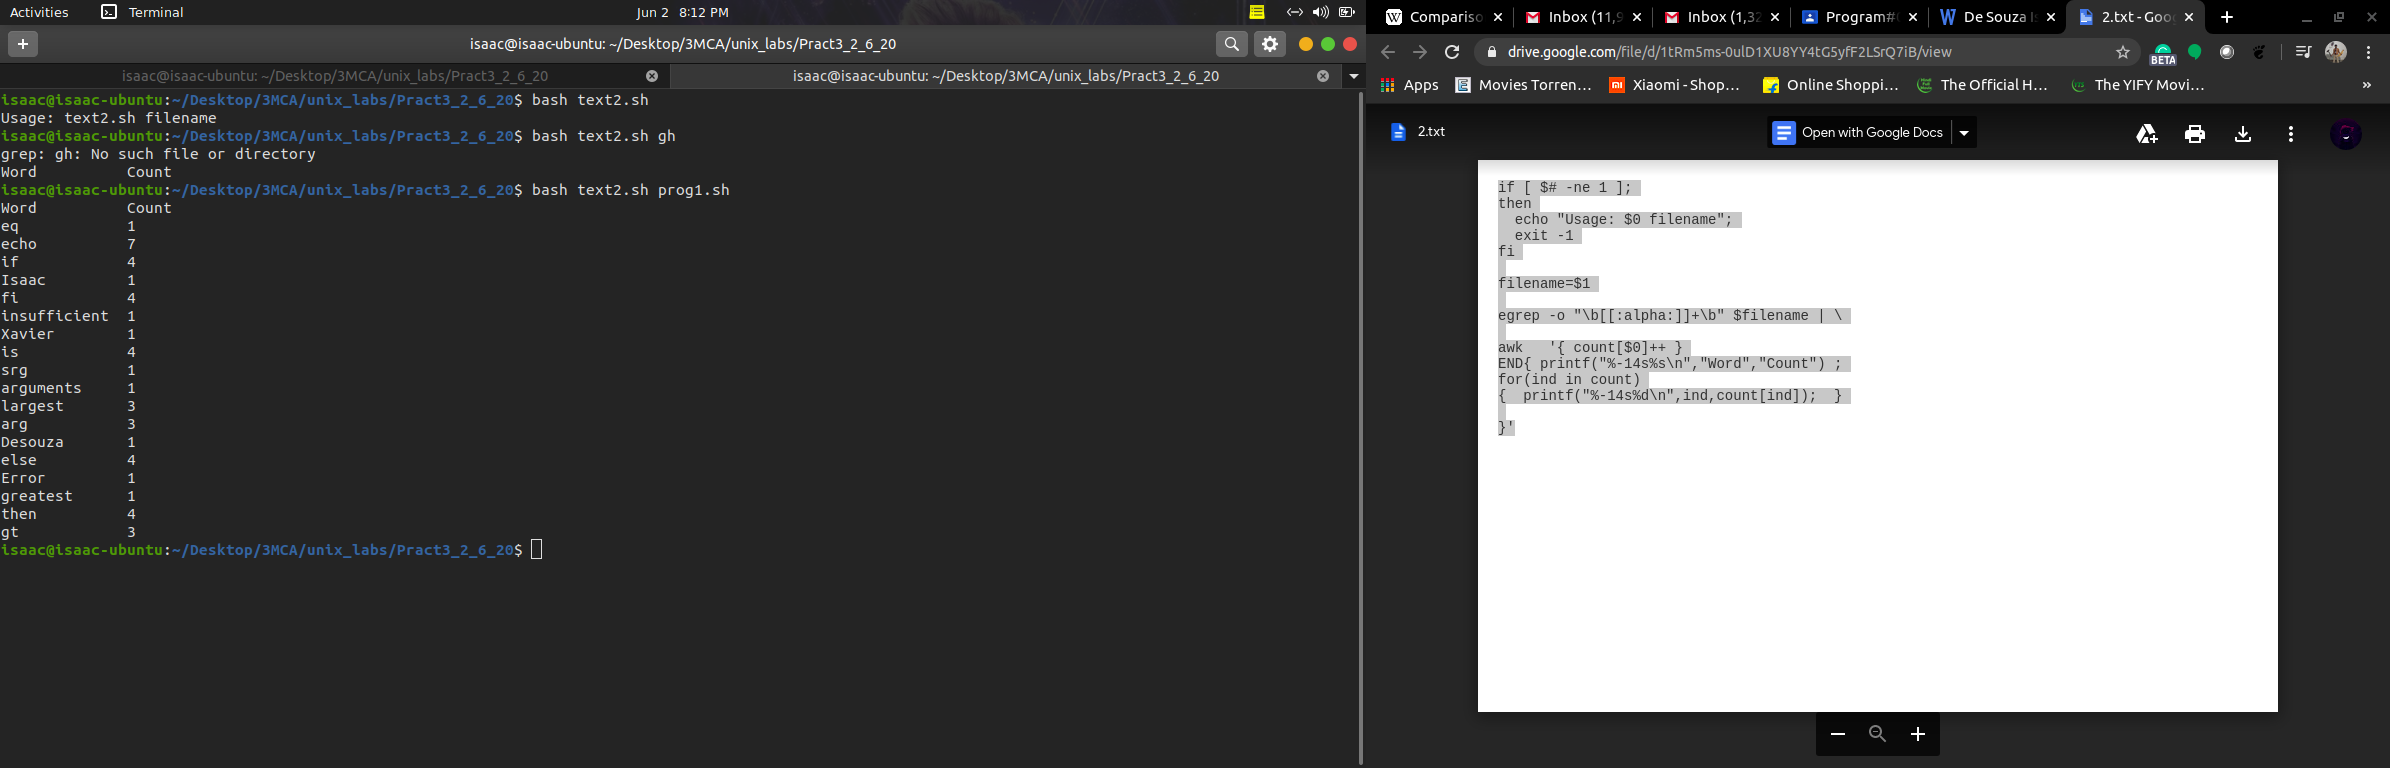 Activities Terminal Jun 2 8:12 PM
isaac@isaac-ubuntu: ~/Desktop/3MCA/unix_labs/Pract3_2_6_20
isaac@isaac-ubuntu: ~/Desktop/3MCA/unix_labs/Pract3_2_6_20 isaac@isaac-ubuntu: ~/Desktop/3MCA/unix_labs/Pract3_2_6_20
isaac@isaac-ubuntu:~/Desktop/3MCA/unix_labs/Pract3_2_6_20$ bash text2.sh
Usage: text2.sh filename
isaac@isaac-ubuntu:~/Desktop/3MCA/unix_labs/Pract3_2_6_20$ bash text2.sh gh
grep: gh: No such file or directory
Word Count
isaac@isaac-ubuntu:~/Desktop/3MCA/unix_labs/Pract3_2_6_20$ bash text2.sh prog1.sh
Word Count
eq 1
echo 7
if 4
Isaac 1
fi 4
insufficient 1
Xavier 1
is 4
srg 1
arguments 1
largest 3
arg 3
Desouza 1
else 4
Error 1
greatest 1
then 4
gt 3
isaac@isaac-ubuntu:~/Desktop/3MCA/unix_labs/Pract3_2_6_20$
Compariso Inbox (11,9 Inbox (1,32 Program# De Souza 2.txt - Goo
drive.google.com/file/d/1tRm5ms-0ulD1XU8YY4tG5yfF2LSrQ7iB/view BETA
Apps Movies Torren... Xiaomi - Shop... Online Shoppi... The Official H... The YIFY Movi... »
2.txt Open with Google Docs
if [ $# -ne 1 ];
then
echo "Usage: $0 filename";
exit -1
fi
filename=$1
egrep -o "\b[[:alpha:]]+\b" $filename | \
awk '{ count[$0]++ }
END{ printf("%-14s%s\n","Word","Count") ;
for(ind in count)
{ printf("%-14s%d\n",ind,count[ind]); }
}'